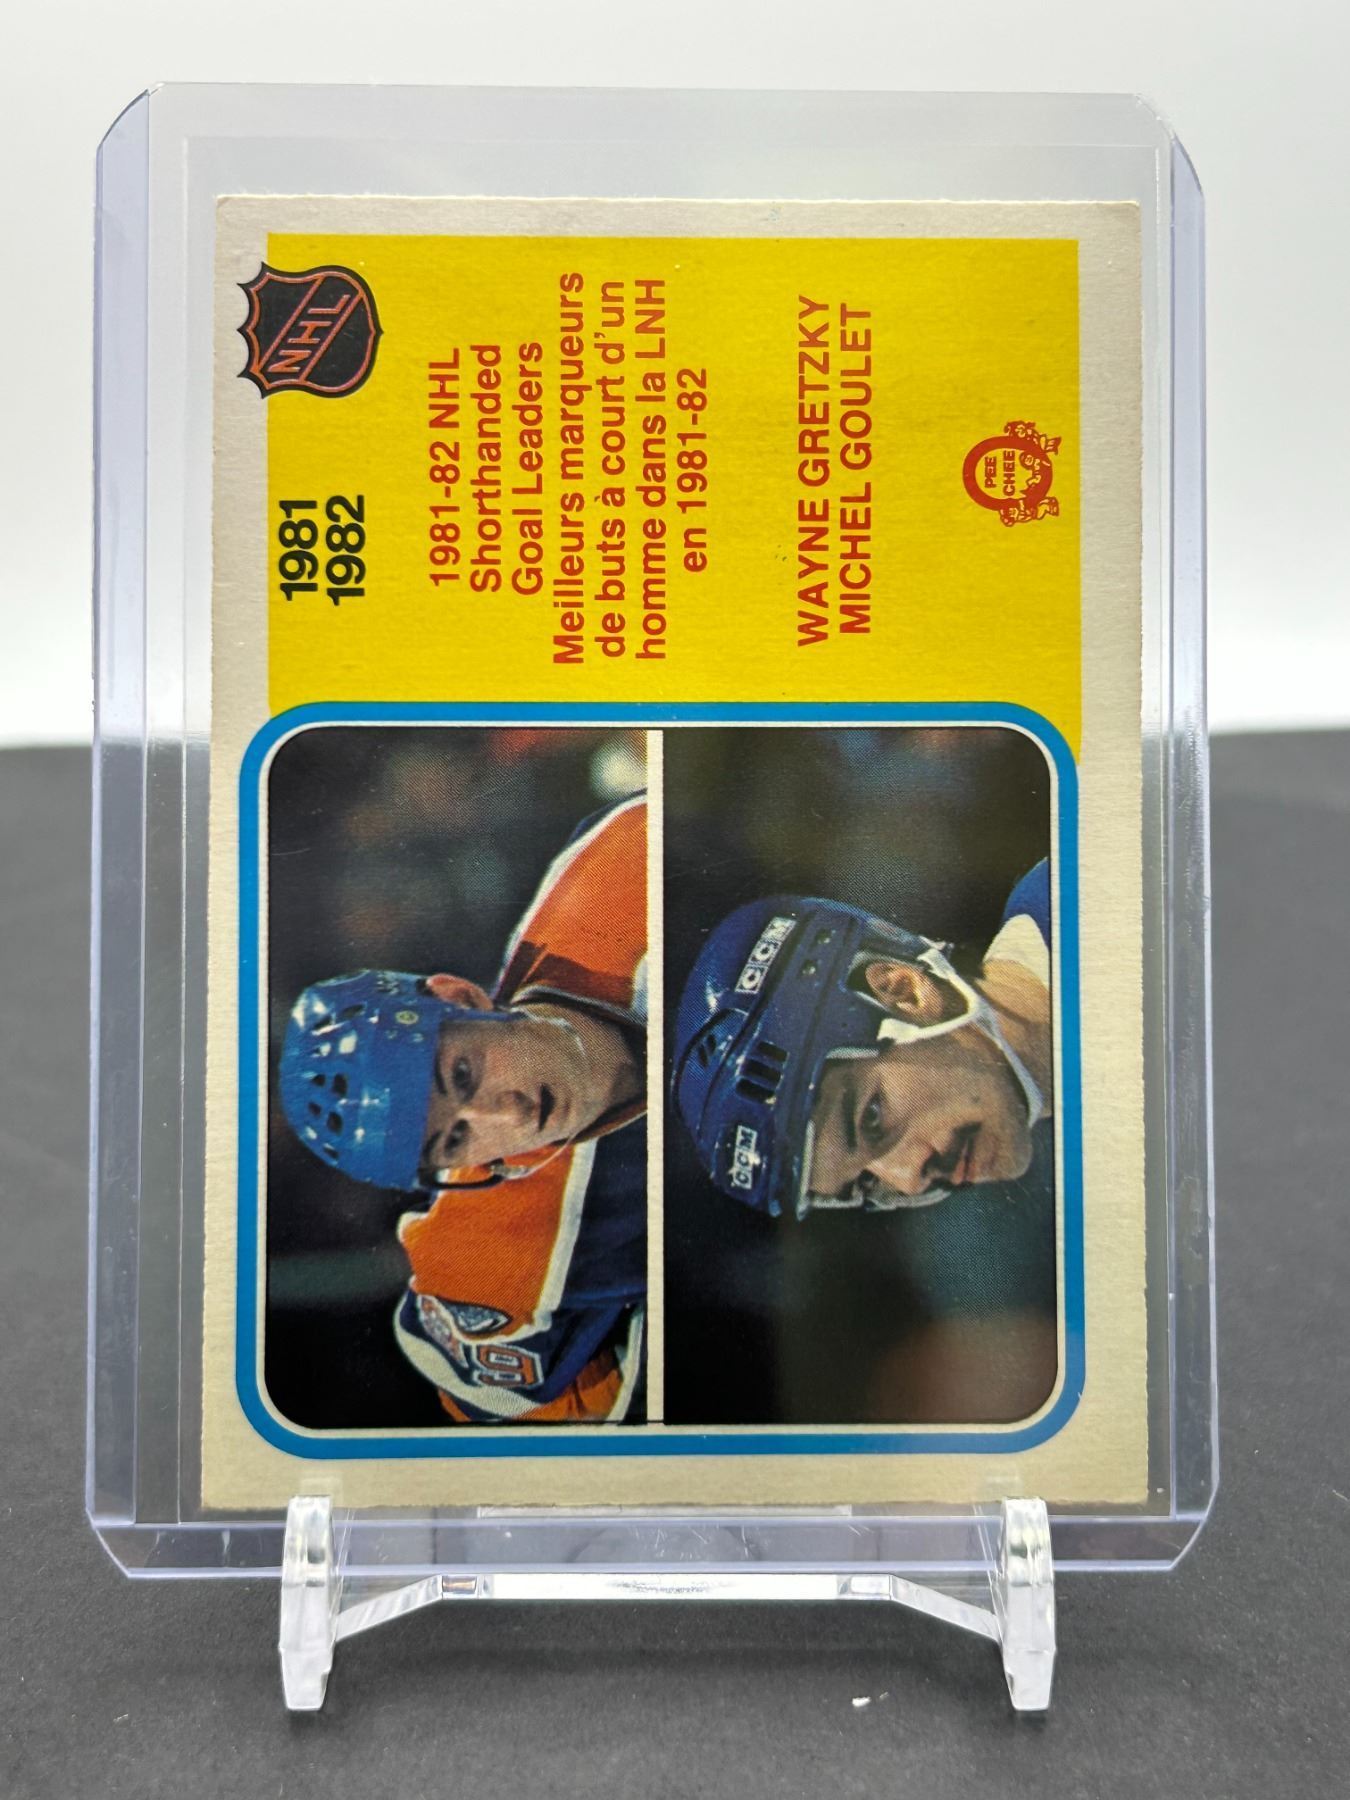 1981
1982
NHL
1981-82 NHL
Shorthanded
Goal Leaders
Meilleurs marqueurs
de buts à court d'un
homme dans la LNH
en 1981-82
WAYNE GRETZKY
MICHEL GOULET
O
PEE
CHEE
CCM
CCM